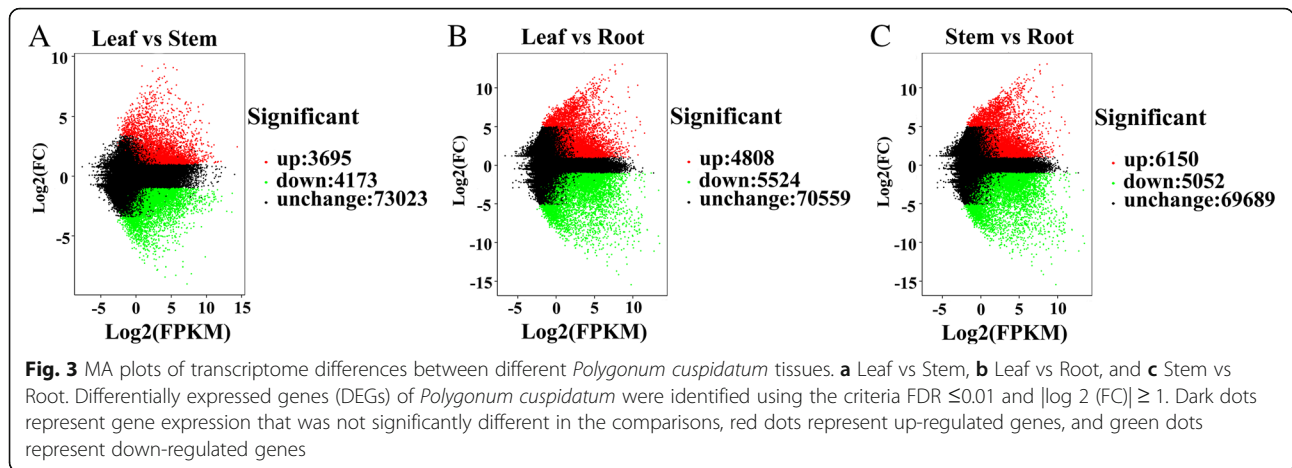 A
Leaf vs Stem
10
5
0
-5
Log2(FC)
-5 0 5 10 15
Log2(FPKM)
Significant
up:3695
down:4173
unchange:73023
B
Leaf vs Root
10
5
0
-5
-10
-15
Log2(FC)
-5 0 5 10
Log2(FPKM)
Significant
up:4808
down:5524
unchange:70559
C
Stem vs Root
10
5
0
-5
-10
-15
Log2(FC)
-5 0 5 10
Log2(FPKM)
Significant
up:6150
down:5052
unchange:69689
Fig. 3 MA plots of transcriptome differences between different Polygonum cuspidatum tissues. a Leaf vs Stem, b Leaf vs Root, and c Stem vs
Root. Differentially expressed genes (DEGs) of Polygonum cuspidatum were identified using the criteria FDR ≤0.01 and |log 2 (FC)| ≥ 1. Dark dots
represent gene expression that was not significantly different in the comparisons, red dots represent up-regulated genes, and green dots
represent down-regulated genes